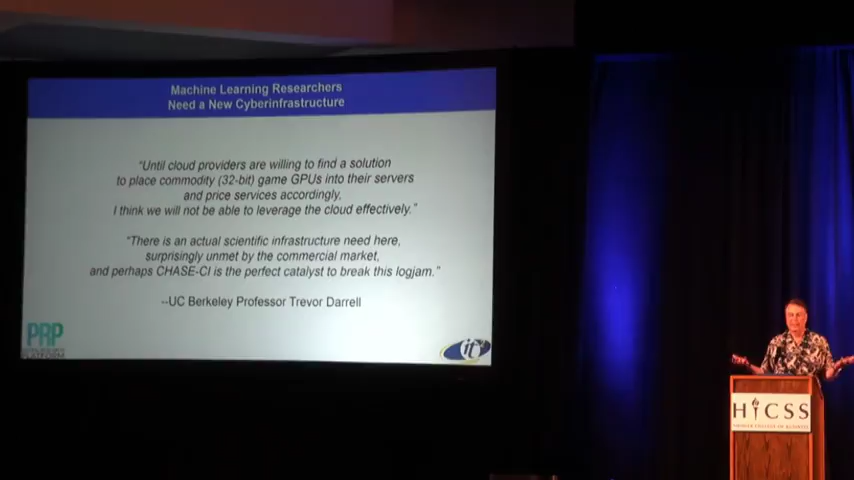 Machine Learning Researchers
Need a New Cyberinfrastructure
"Until cloud providers are willing to find a solution
to place commodity (32-bit) game GPUs into their servers
and price services accordingly,
I think we will not be able to leverage the cloud effectively."
"There is an actual scientific infrastructure need here,
surprisingly unmet by the commercial market,
and perhaps CHASE-CI is the perfect catalyst to break this logjam."
--UC Berkeley Professor Trevor Darrell
PRP
PLATFORM
it2
HICSS